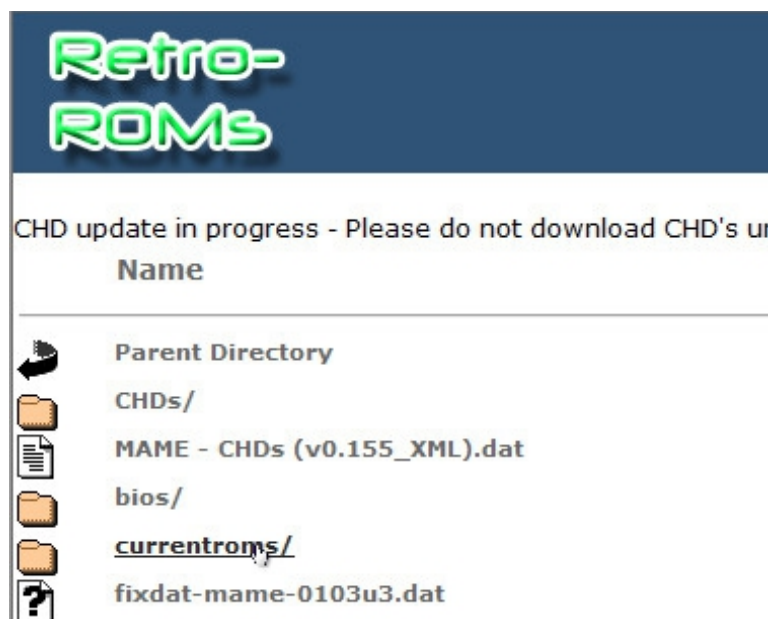 Retro-
ROMs
CHD update in progress - Please do not download CHD's
Name
Parent Directory
CHDs/
MAME - CHDs (v0.155_XML).dat
bios/
currentroms/
fixdat-mame-0103u3.dat